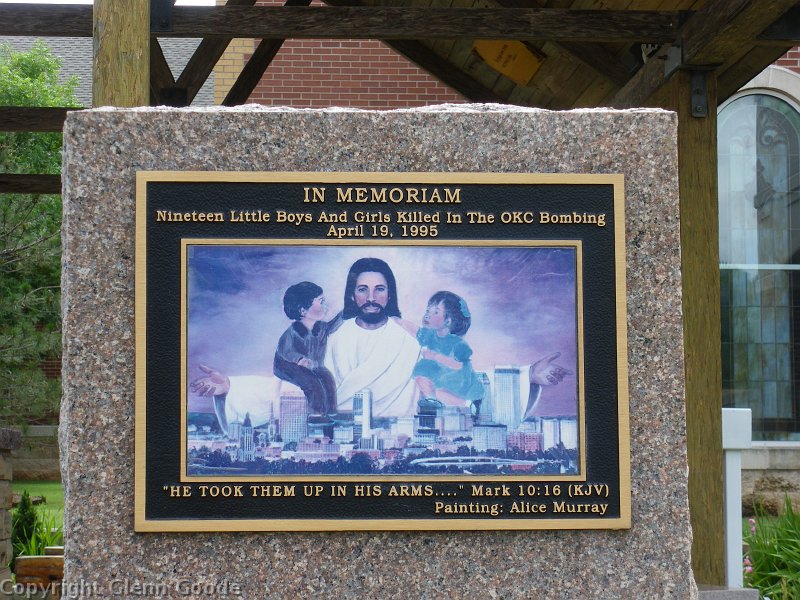 IN MEMORIAM
Nineteen Little Boys And Girls Killed In The OKC Bombing
April 19, 1995
"HE TOOK THEM UP IN HIS ARMS...." Mark 10:16 (KJV)
Painting: Alice Murray
Copyright Glenn Goode